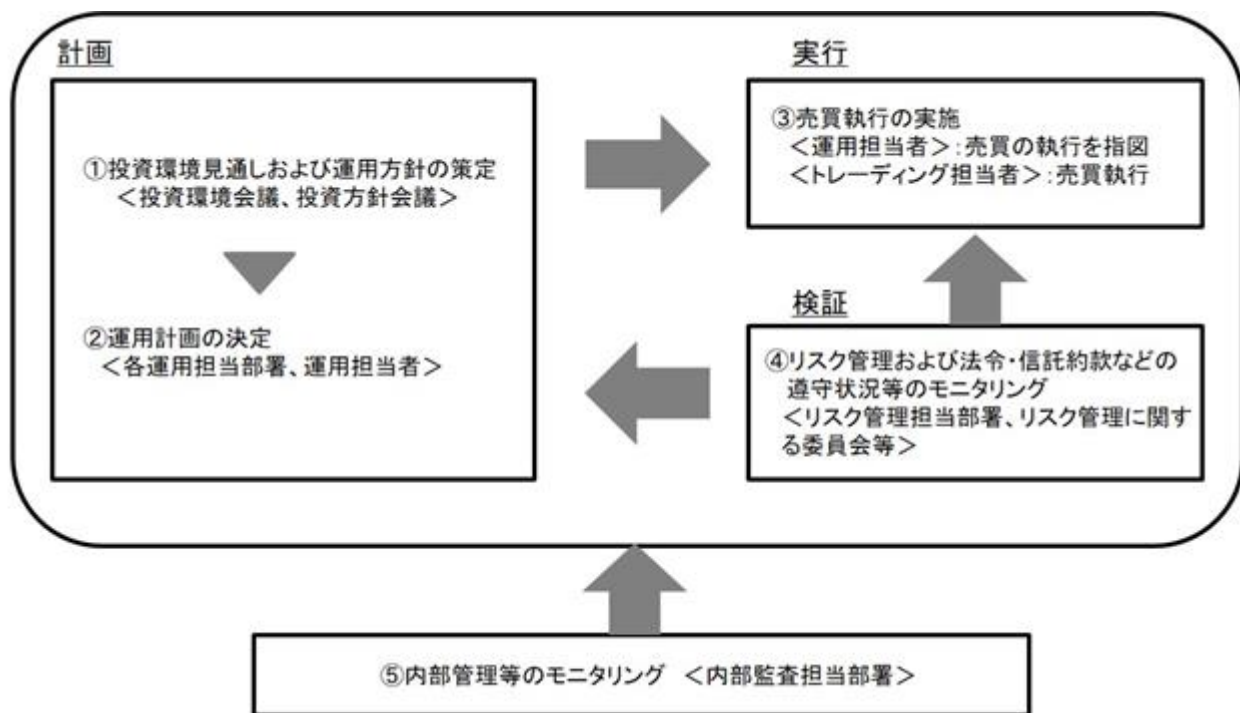 計画
①投資環境見通しおよび運用方針の策定
＜投資環境会議、投資方針会議＞
②運用計画の決定
＜各運用担当部署、運用担当者＞
実行
③売買執行の実施
＜運用担当者＞：売買の執行を指図
＜トレーディング担当者＞：売買執行
検証
④リスク管理および法令・信託約款などの
遵守状況等のモニタリング
＜リスク管理担当部署、リスク管理に関す
る委員会等＞
⑤内部管理等のモニタリング　＜内部監査担当部署＞